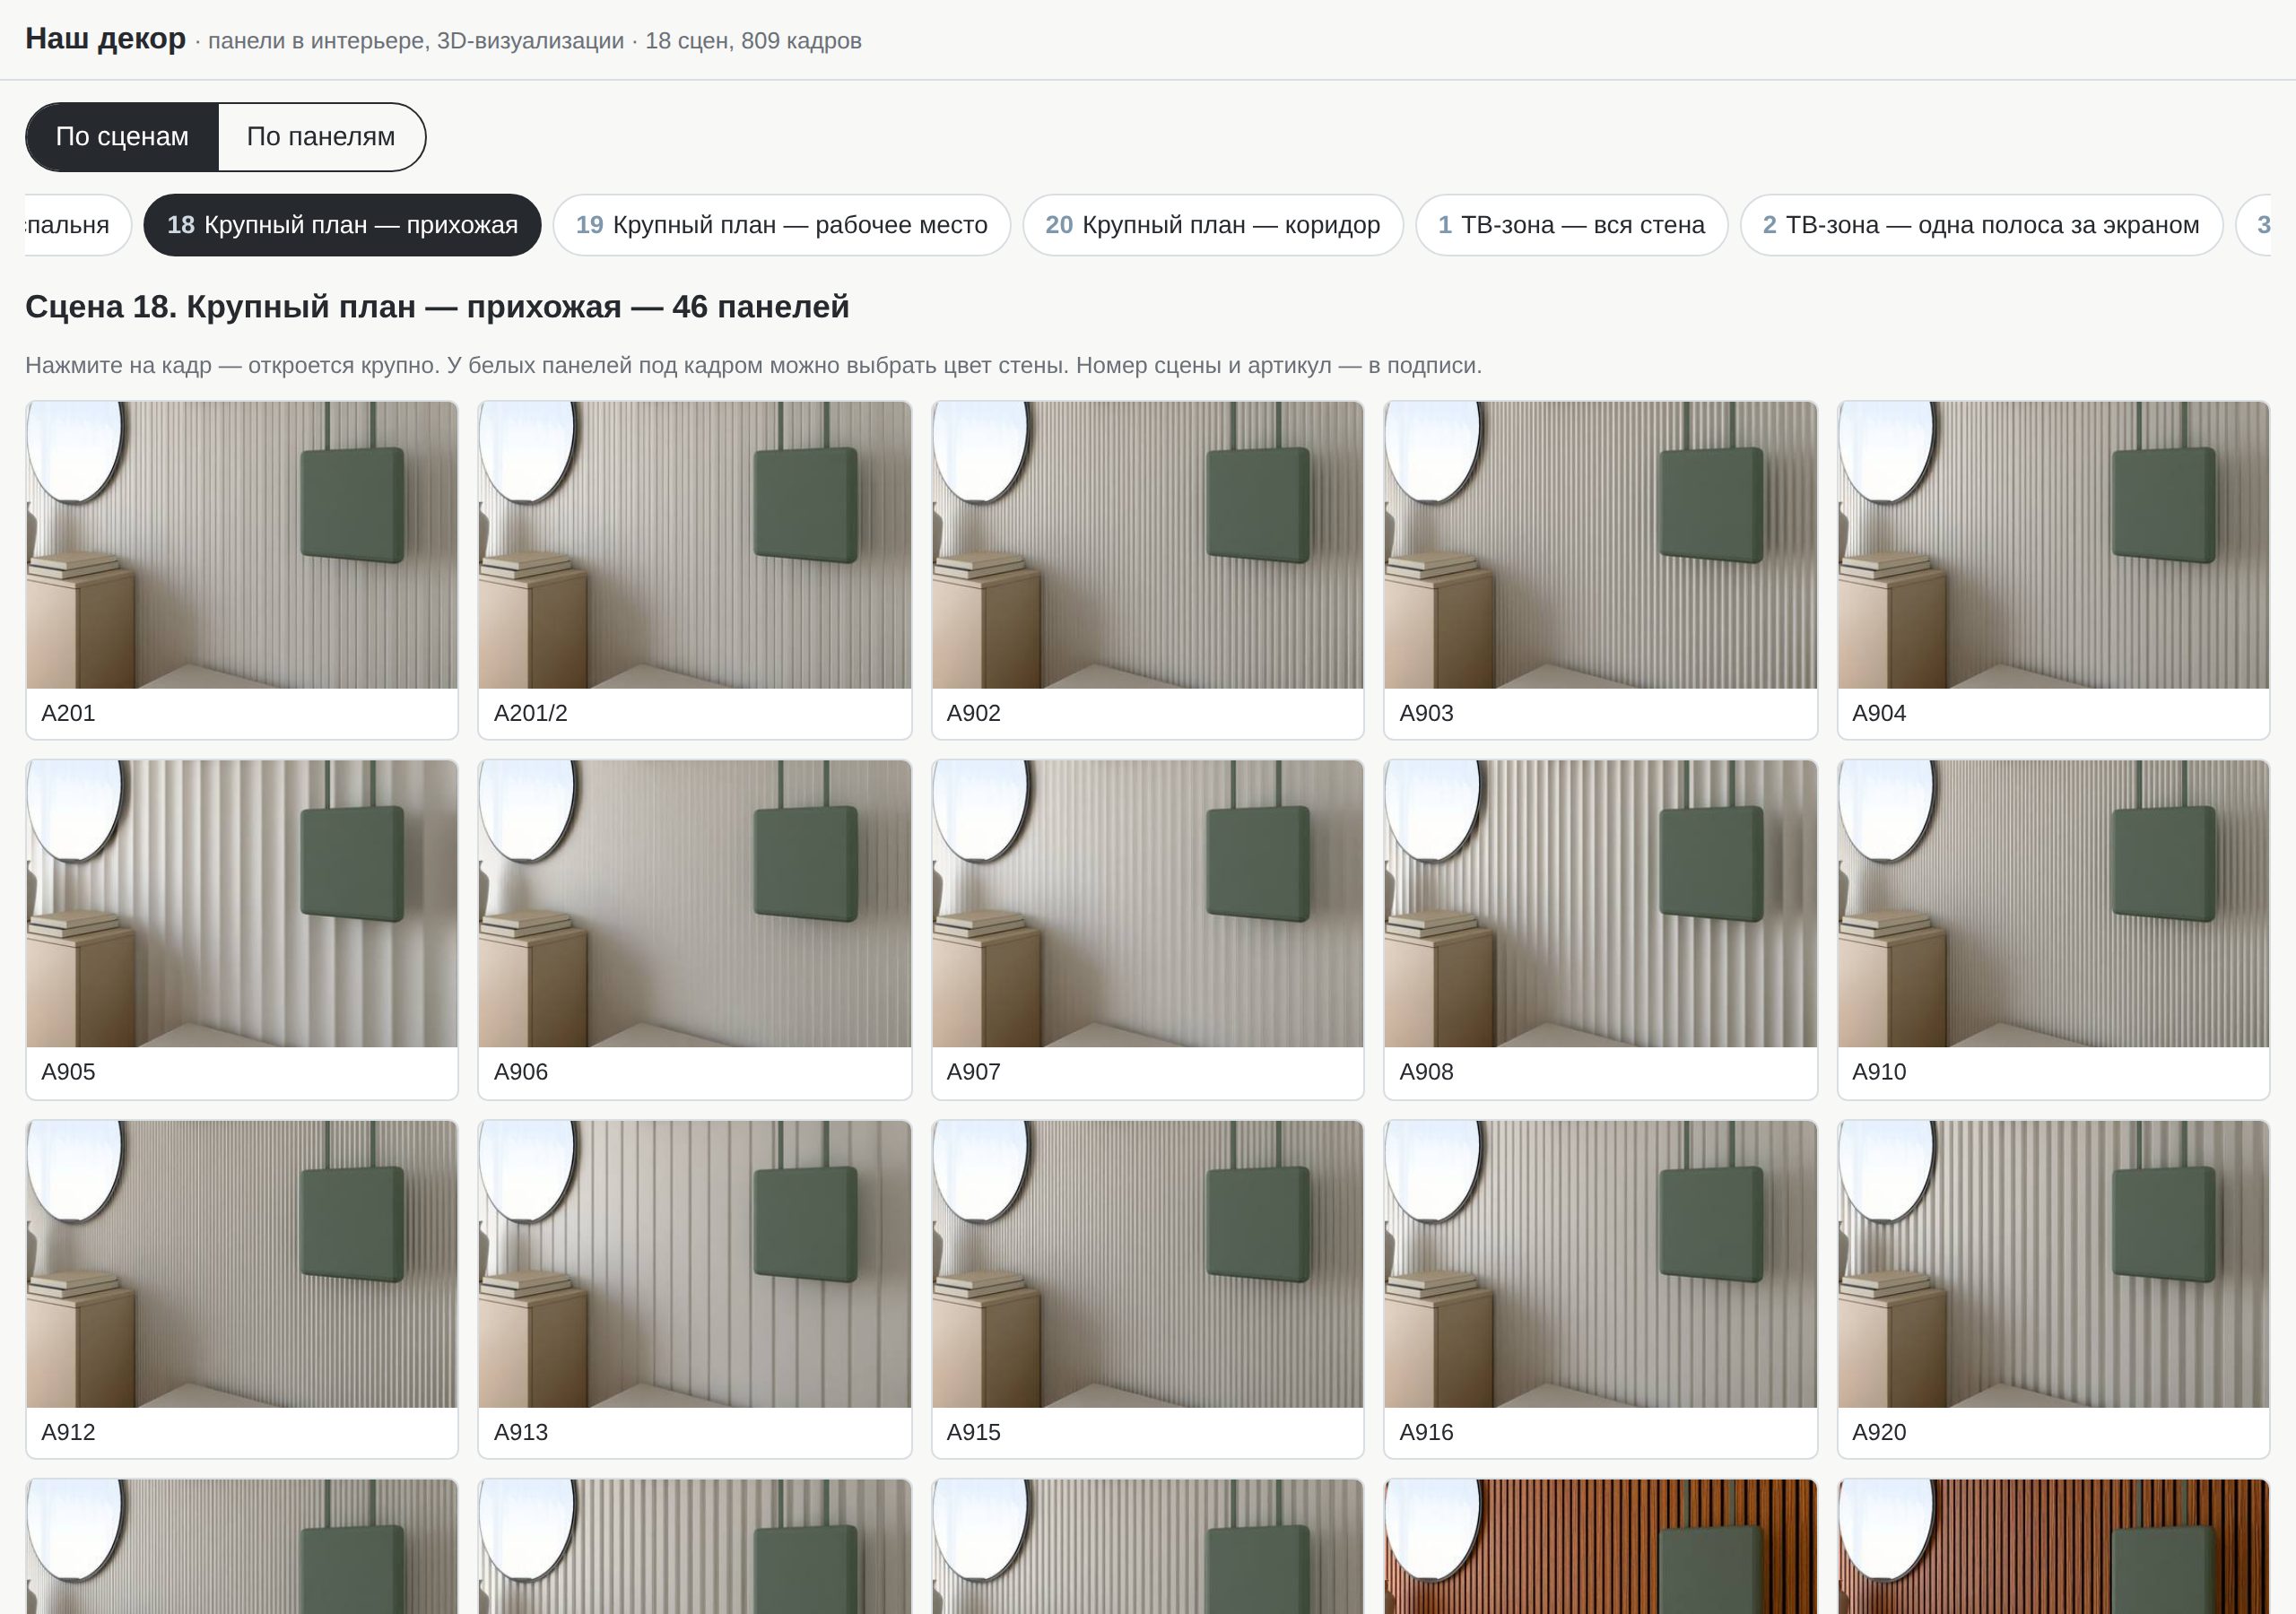 Наш декор · панели в интерьере, 3D-визуализации · 18 сцен, 809 кадров
По сценам По панелям
спальня 18 Крупный план — прихожая 19 Крупный план — рабочее место 20 Крупный план — коридор 1 ТВ-зона — вся стена 2 ТВ-зона — одна полоса за экраном 3
Сцена 18. Крупный план — прихожая — 46 панелей
Нажмите на кадр — откроется крупно. У белых панелей под кадром можно выбрать цвет стены. Номер сцены и артикул — в подписи.
A201 A201/2 A902 A903 A904
A905 A906 A907 A908 A910
A912 A913 A915 A916 A920